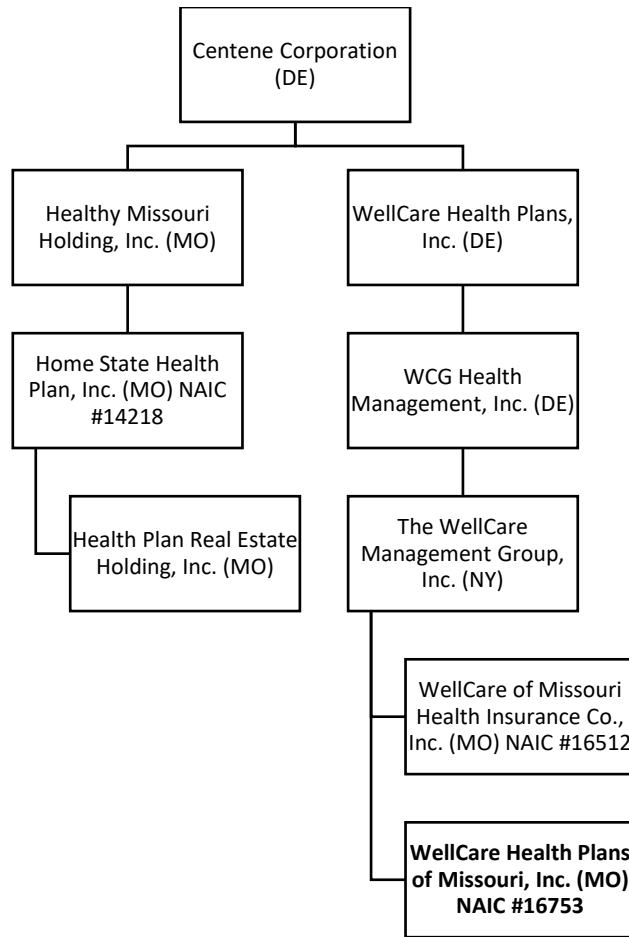 Centene Corporation
(DE)
Healthy Missouri
Holding, Inc. (MO)
WellCare Health Plans,
Inc. (DE)
Home State Health
Plan, Inc. (MO) NAIC
#14218
WCG Health
Management, Inc. (DE)
Health Plan Real Estate
Holding, Inc. (MO)
The WellCare
Management Group,
Inc. (NY)
WellCare of Missouri
Health Insurance Co.,
Inc. (MO) NAIC #16512
WellCare Health Plans
of Missouri, Inc. (MO)
NAIC #16753